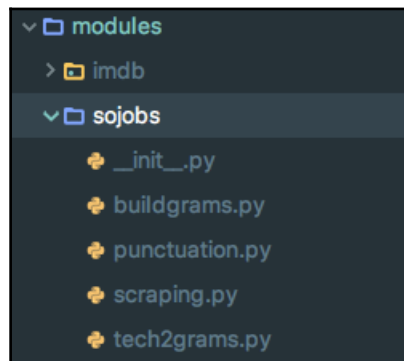 modules
imdb
sojobs
__init__.py
buildgrams.py
punctuation.py
scraping.py
tech2grams.py